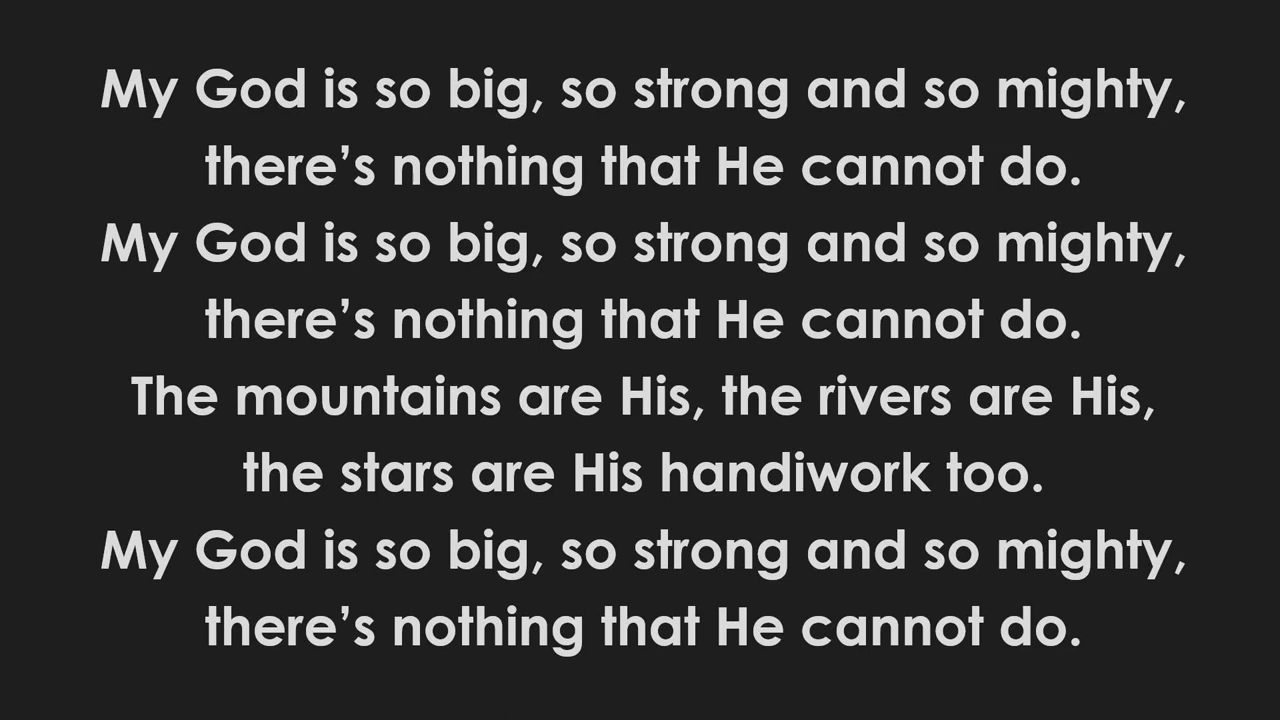 My God is so big, so strong and so mighty,
there’s nothing that He cannot do.
My God is so big, so strong and so mighty,
there’s nothing that He cannot do.
The mountains are His, the rivers are His,
the stars are His handiwork too.
My God is so big, so strong and so mighty,
there’s nothing that He cannot do.